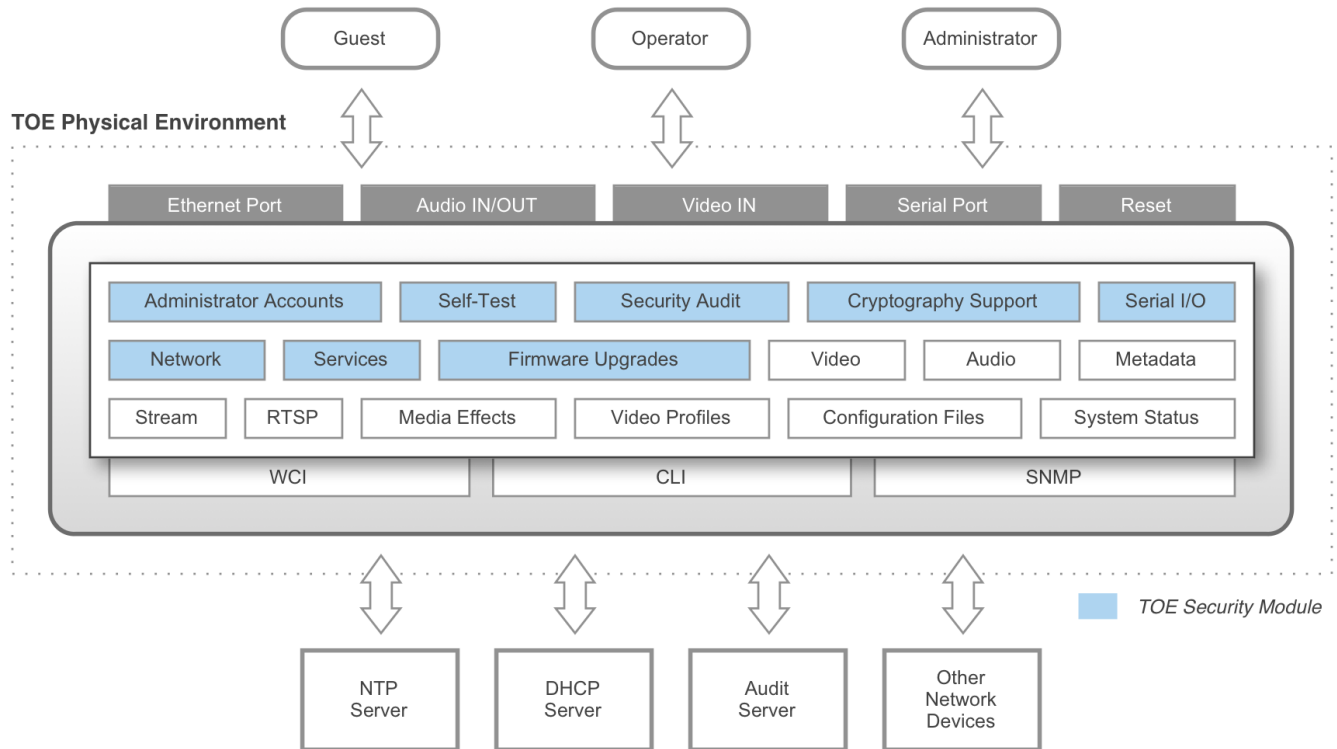 Guest
Operator
Administrator
TOE Physical Environment
Ethernet Port
Audio IN/OUT
Video IN
Serial Port
Reset
Administrator Accounts
Self-Test
Security Audit
Cryptography Support
Serial I/O
Network
Services
Firmware Upgrades
Video
Audio
Metadata
Stream
RTSP
Media Effects
Video Profiles
Configuration Files
System Status
WCI
CLI
SNMP
TOE Security Module
NTP
Server
DHCP
Server
Audit
Server
Other
Network
Devices